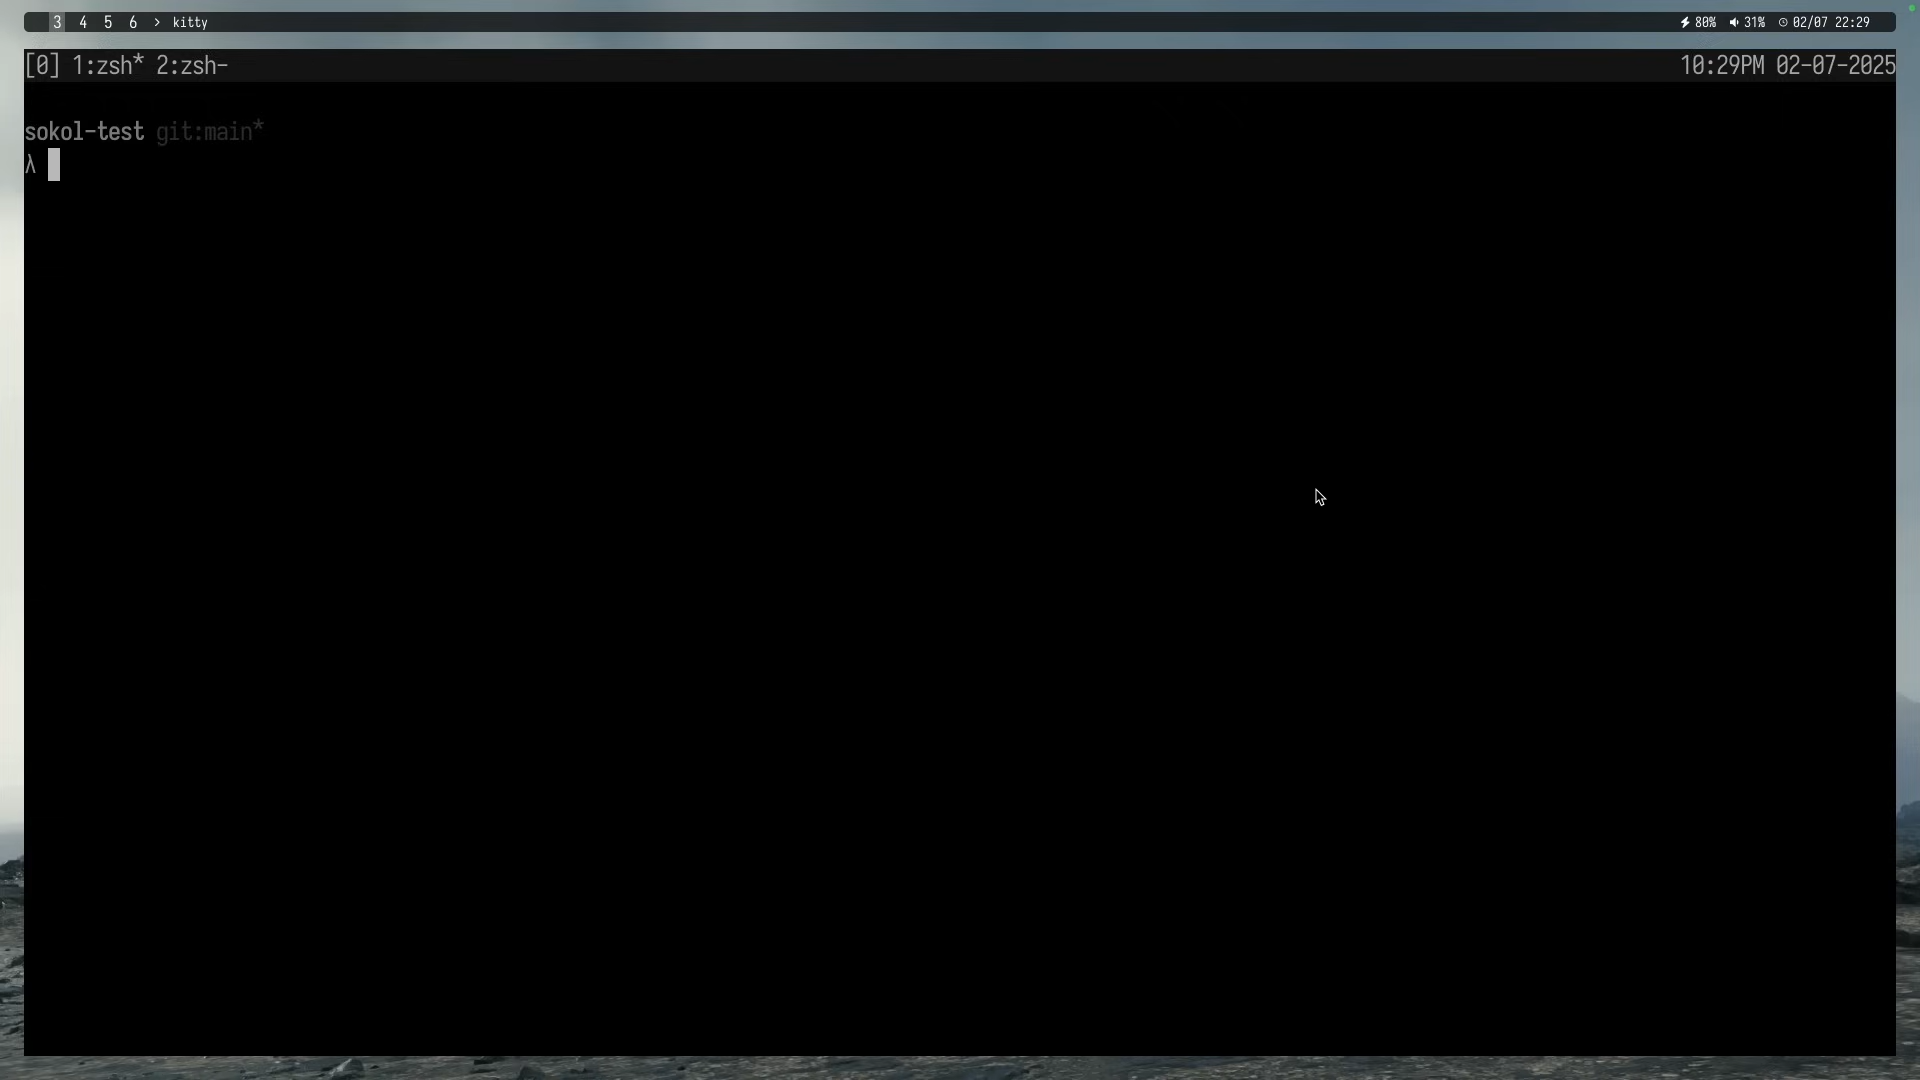 3 4 5 6 > kitty
80% 31% 02/07 22:29
[0] 1:zsh* 2:zsh-
10:29PM 02-07-2025
sokol-test git:main*
λ